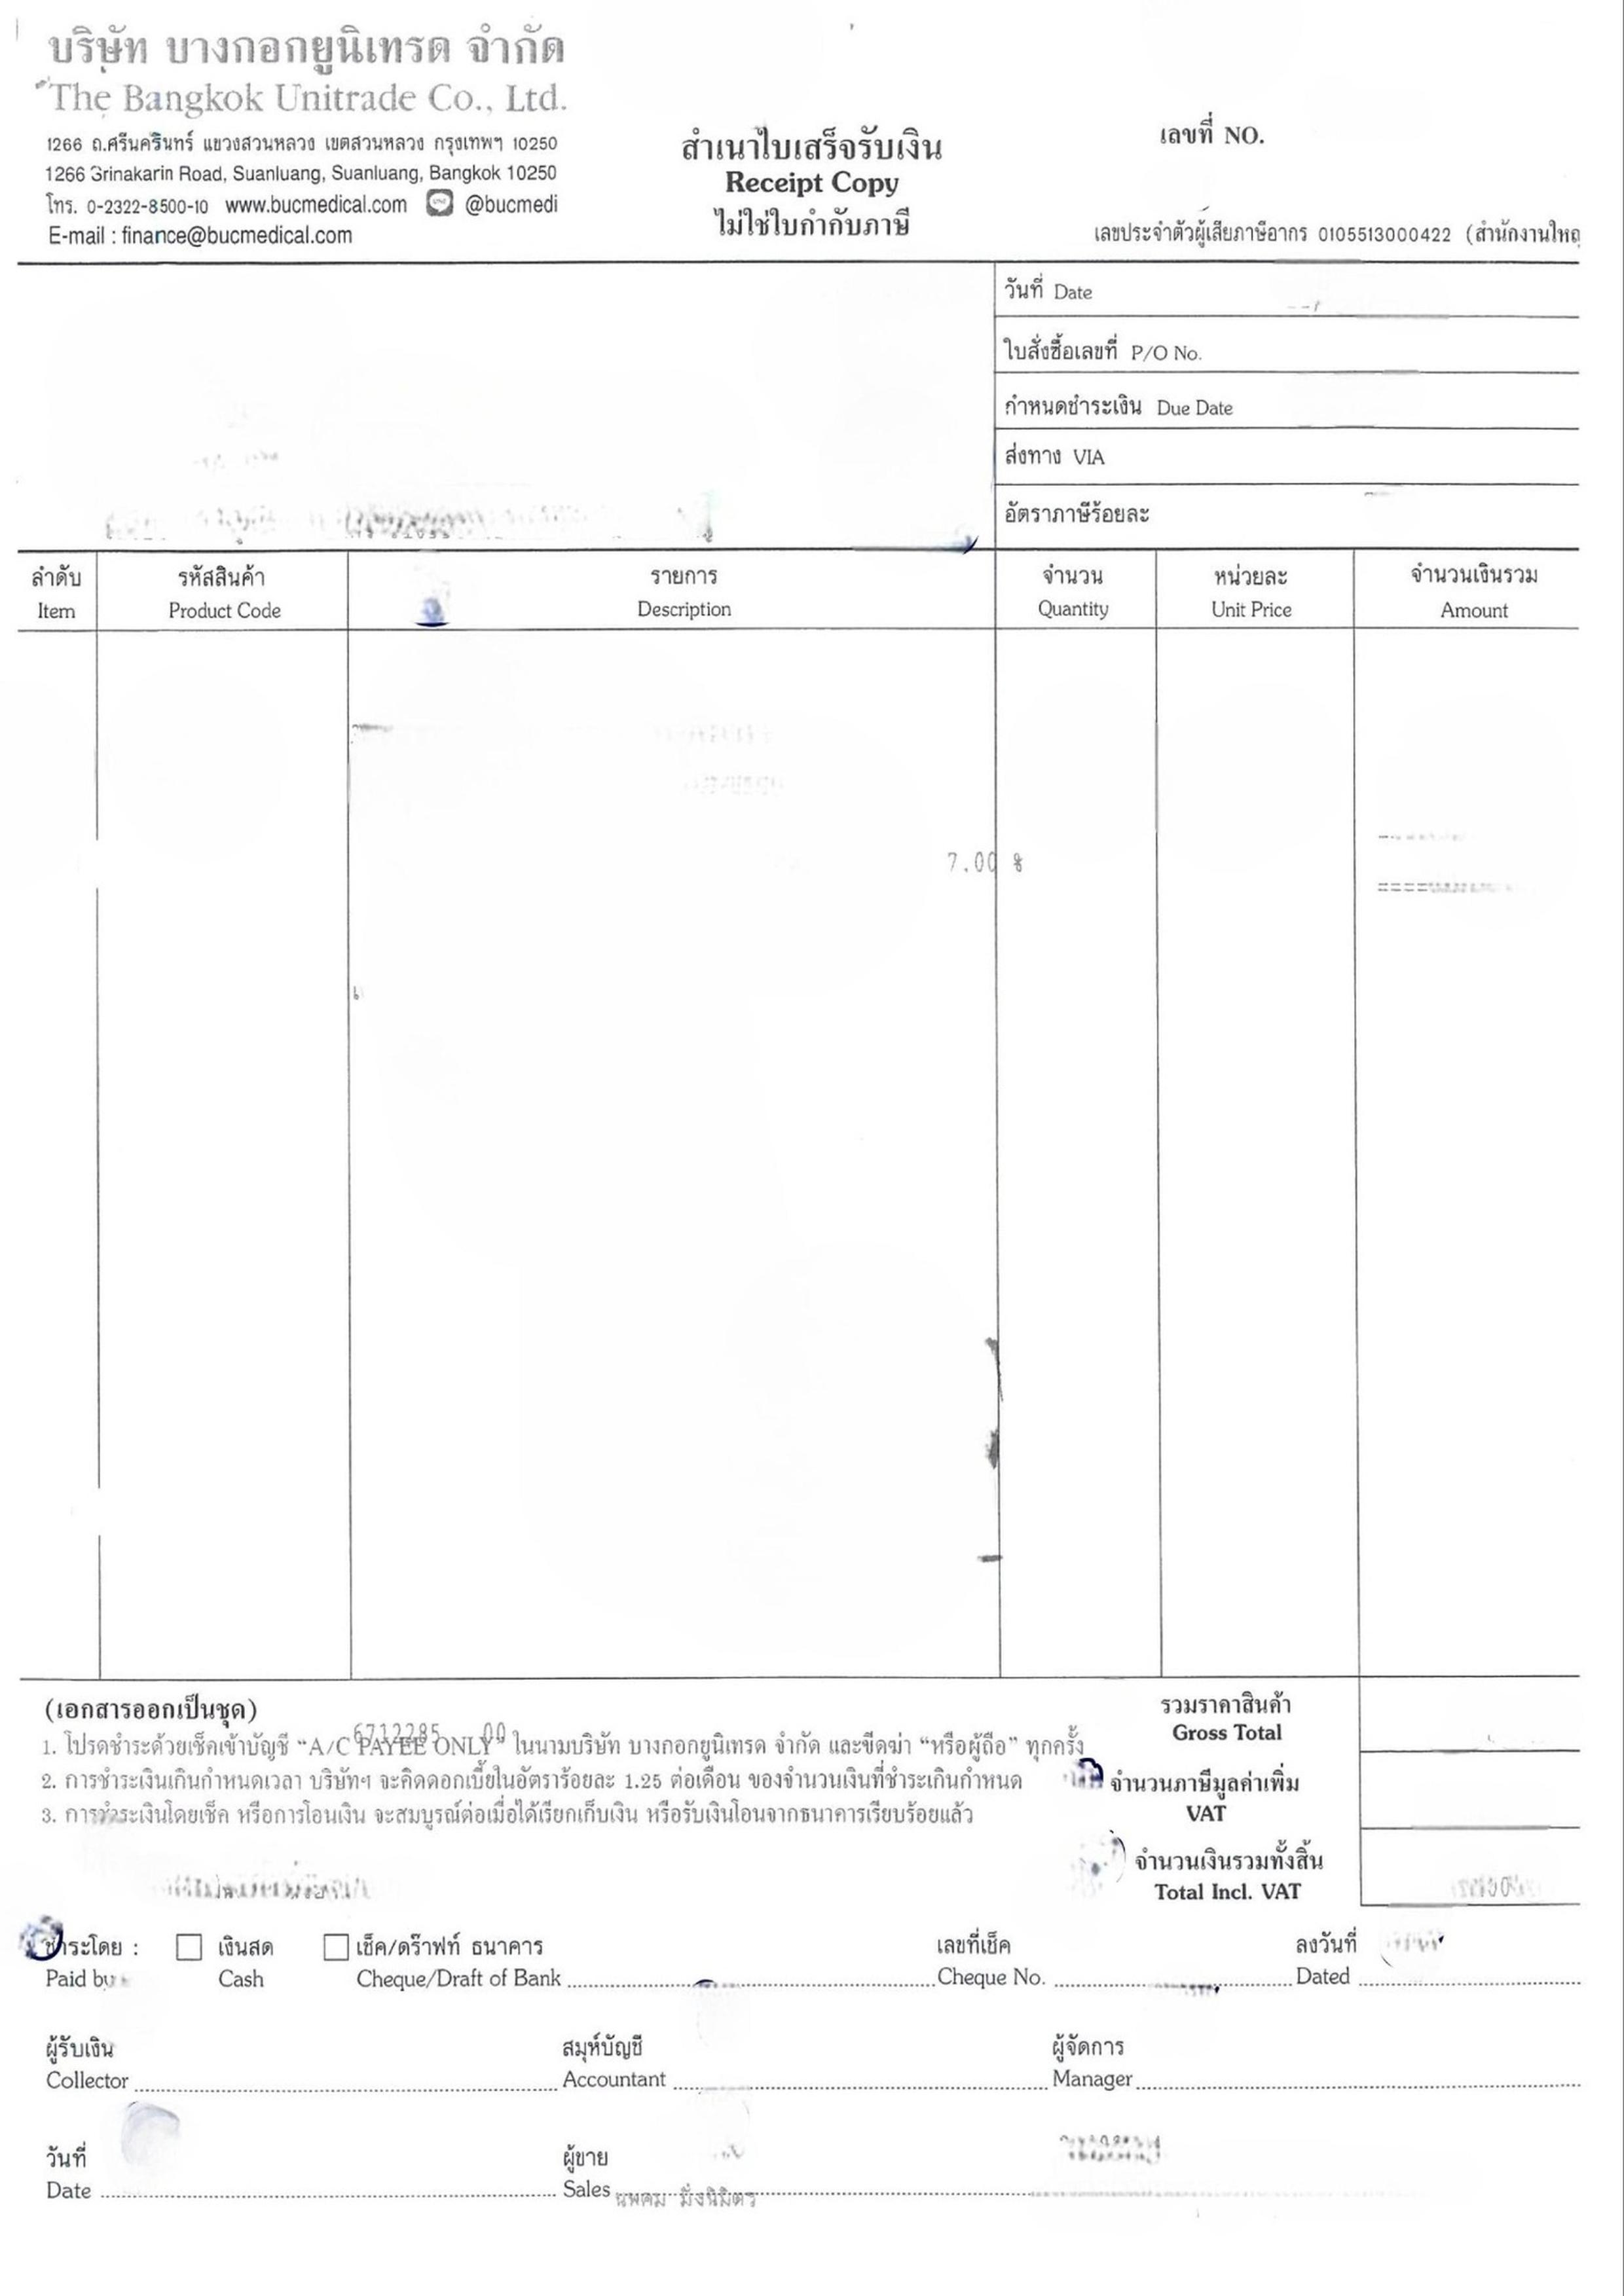 บริษัท บางกอกยูนิเทรด จำกัด
The Bangkok Unitrade Co., Ltd.
1266 ถ.ศรีนครินทร์ แขวงสวนหลวง เขตสวนหลวง กรุงเทพฯ 10250
1266 Srinakarin Road, Suanluang, Suanluang, Bangkok 10250
โทร. 0-2322-8500-10 www.bucmedical.com @bucmedi
E-mail : finance@bucmedical.com
สำเนาใบเสร็จรับเงิน
Receipt Copy
ไม่ใช่ใบกำกับภาษี
เลขที่ NO.
เลขประจำตัวผู้เสียภาษีอากร 0105513000422 (สำนักงานใหญ
วันที่ Date
ใบสั่งซื้อเลขที่ P/O No.
กำหนดชำระเงิน Due Date
ส่งทาง VIA
อัตราภาษีร้อยละ
ลำดับ รหัสสินค้า รายการ จำนวน หน่วยละ จำนวนเงินรวม
Item Product Code Description Quantity Unit Price Amount
7.00 %
(เอกสารออกเป็นชุด)
6712285 00
1. โปรดชำระด้วยเช็คเข้าบัญชี “A/C PAYEE ONLY” ในนามบริษัท บางกอกยูนิเทรด จำกัด และขีดฆ่า “หรือผู้ถือ” ทุกครั้ง
2. การชำระเงินเกินกำหนดเวลา บริษัทฯ จะคิดดอกเบี้ยในอัตราร้อยละ 1.25 ต่อเดือน ของจำนวนเงินที่ชำระเกินกำหนด
3. การชำระเงินโดยเช็ค หรือการโอนเงิน จะสมบูรณ์ต่อเมื่อได้เรียกเก็บเงิน หรือรับเงินโอนจากธนาคารเรียบร้อยแล้ว
รวมราคาสินค้า
Gross Total
จำนวนภาษีมูลค่าเพิ่ม
VAT
จำนวนเงินรวมทั้งสิ้น
Total Incl. VAT
ชำระโดย : เงินสด เช็ค/ดร๊าฟท์ ธนาคาร เลขที่เช็ค ลงวันที่
Paid by Cash Cheque/Draft of Bank Cheque No. Dated
ผู้รับเงิน สมุห์บัญชี ผู้จัดการ
Collector Accountant Manager
วันที่ ผู้ขาย
Date Sales นพคม มิ่งนิมิตร